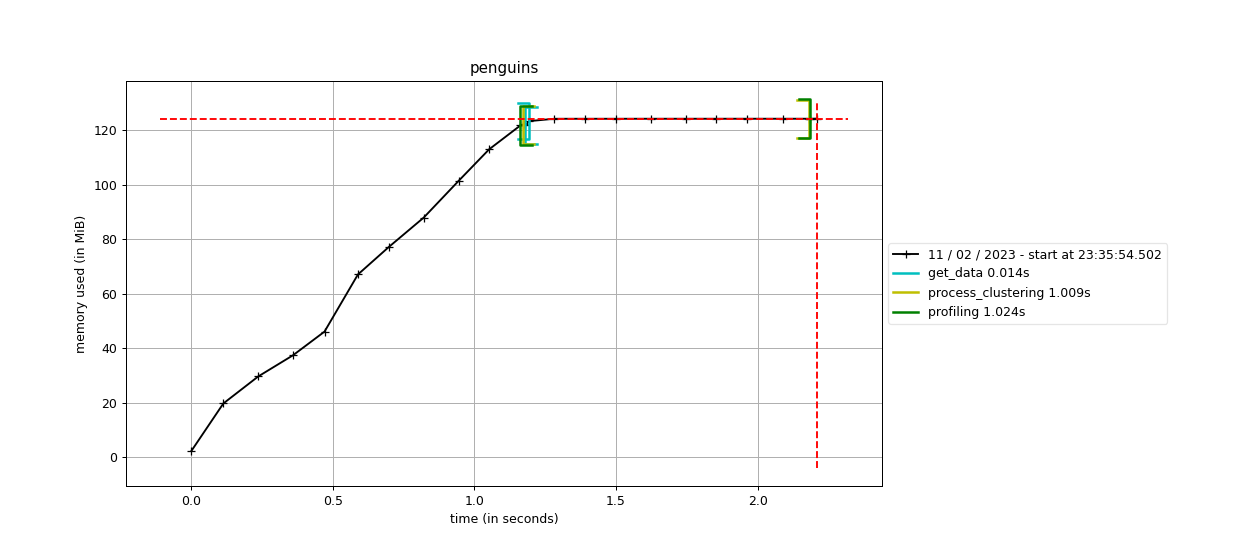 penguins
120
100
80
60
40
20
0
memory used (in MiB)
0.0 0.5 1.0 1.5 2.0
time (in seconds)
11 / 02 / 2023 - start at 23:35:54.502
get_data 0.014s
process_clustering 1.009s
profiling 1.024s